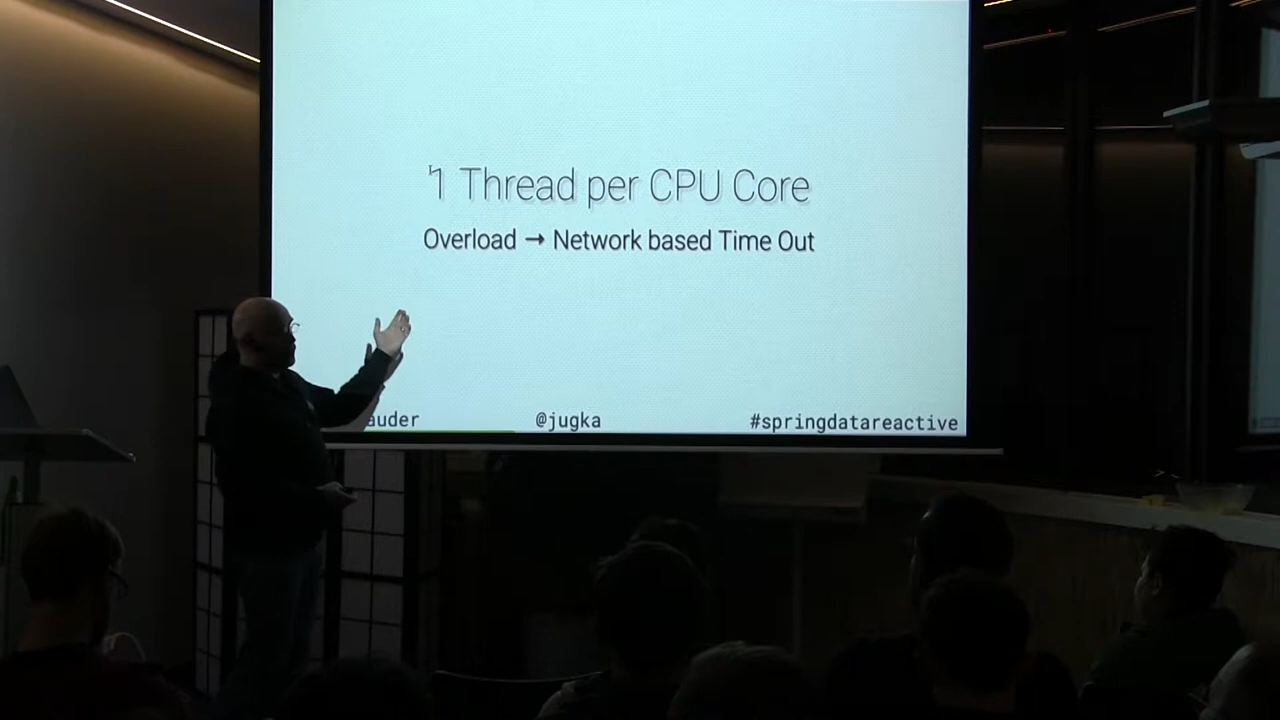 1 Thread per CPU Core
Overload → Network based Time Out
auder @jugka #springdatareactive